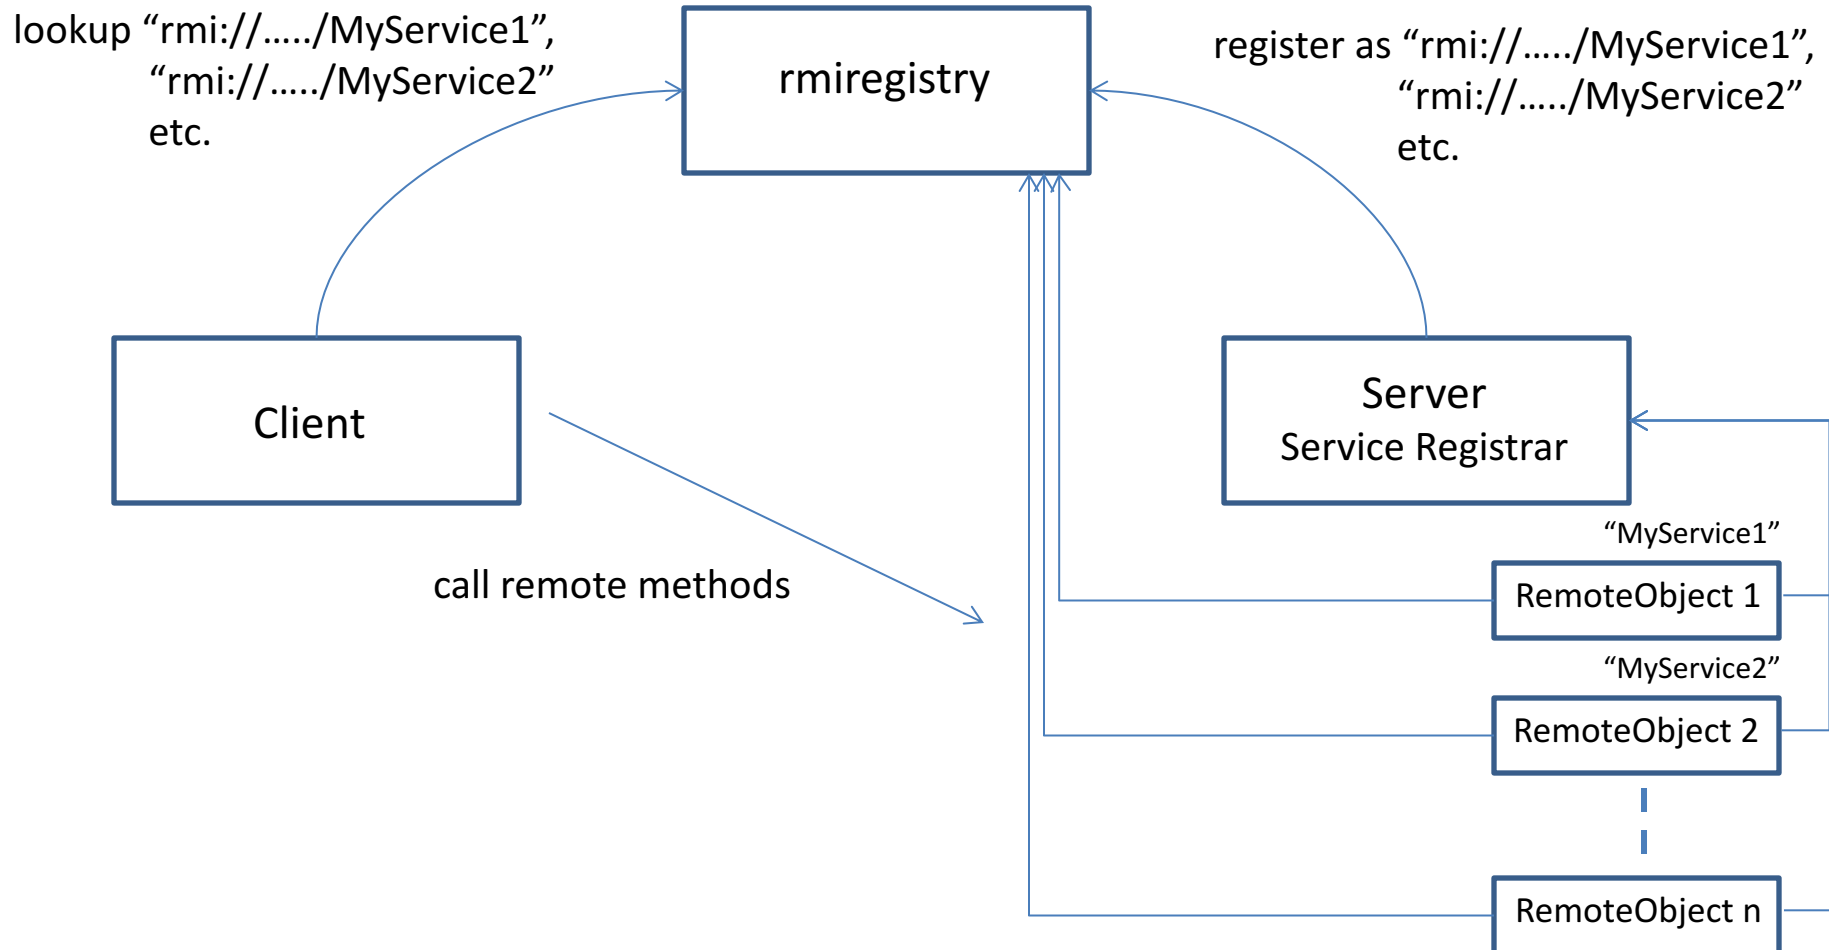 lookup “rmi://...../MyService1”,
“rmi://...../MyService2”
etc.
rmiregistry
register as “rmi://...../MyService1”,
“rmi://...../MyService2”
etc.
Client
Server
Service Registrar
call remote methods
“MyService1”
RemoteObject 1
“MyService2”
RemoteObject 2
RemoteObject n